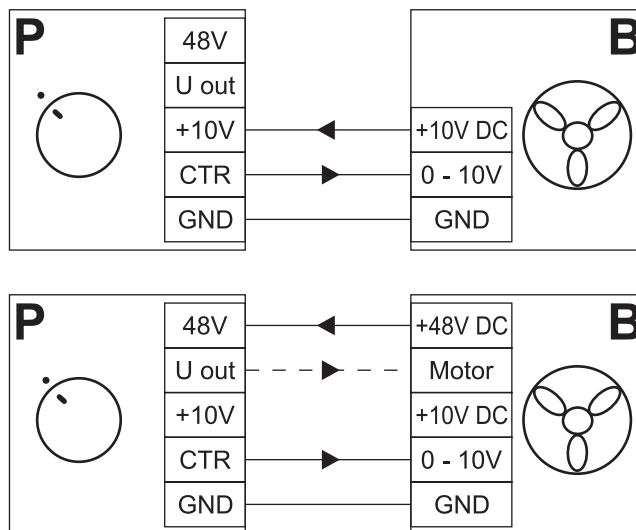 P
B
48V
U out
+10V
+10V DC
CTR
0 - 10V
GND
GND
P
B
48V
+48V DC
U out
Motor
+10V
+10V DC
CTR
0 - 10V
GND
GND